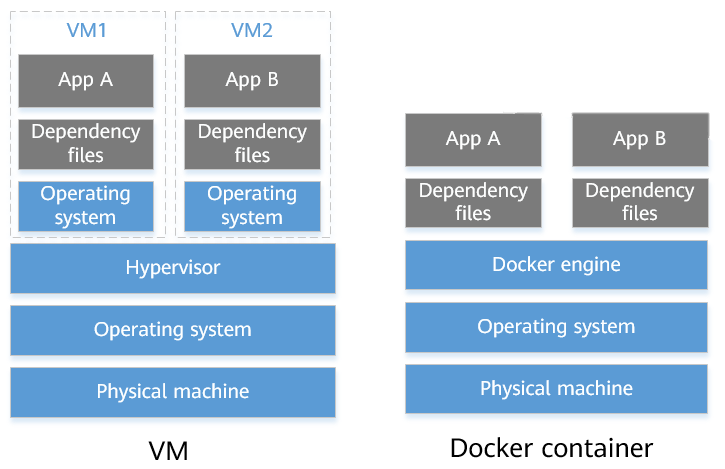 VM1
App A
Dependency
files
Operating
system
VM2
App B
Dependency
files
Operating
system
Hypervisor
Operating system
Physical machine
VM
App A
Dependency
files
App B
Dependency
files
Docker engine
Operating system
Physical machine
Docker container